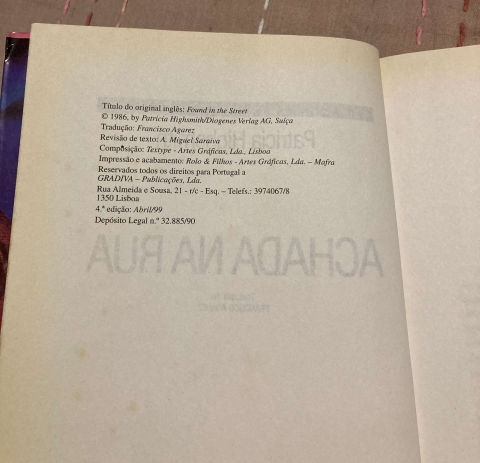 Título do original inglês: Found in the Street
© 1986, by Patricia Highsmith/Diogenes Verlag AG, Suíça
Tradução: Francisco Agarez
Revisão de texto: A. Miguel Saraiva
Composição: Textype - Artes Gráficas, Lda., Lisboa
Impressão e acabamento: Rolo & Filhos - Artes Gráficas, Lda. – Mafra
Reservados todos os direitos para Portugal a
GRADIVA – Publicações, Lda.
Rua Almeida e Sousa, 21 - r/c - Esq. – Telefs.: 3974067/8
1350 Lisboa
4.ª edição: Abril/99
Depósito Legal n.º 32.885/90
ACHADA NA RUA